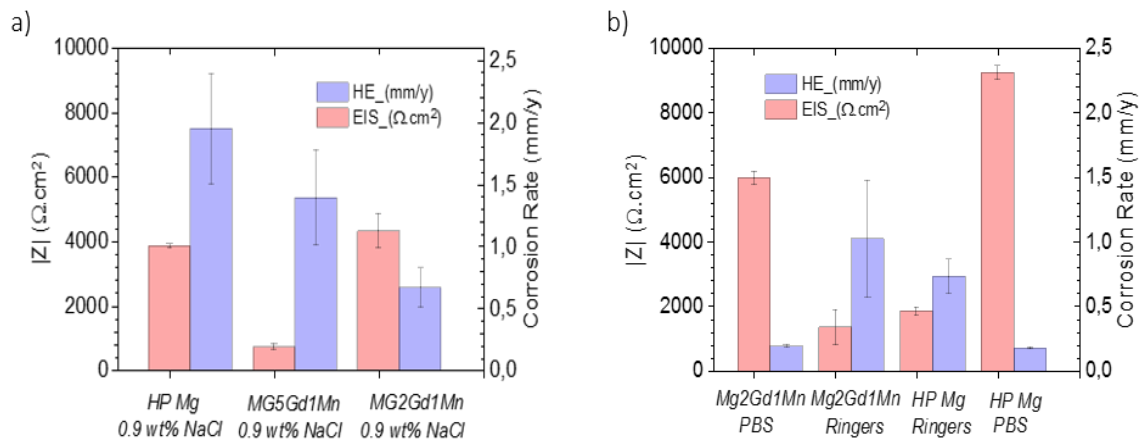 a)
10000
8000
6000
4000
2000
0
|Z| (Ω.cm²)
HE_(mm/y)
EIS_(Ω.cm²)
2,5
2,0
1,5
1,0
0,5
0,0
Corrosion Rate (mm/y)
HP Mg
0.9 wt% NaCl
MG5Gd1Mn
0.9 wt% NaCl
MG2Gd1Mn
0.9 wt% NaCl
b)
10000
8000
6000
4000
2000
0
|Z| (Ω.cm²)
HE_(mm/y)
EIS_(Ω.cm²)
2,5
2,0
1,5
1,0
0,5
0,0
Corrosion Rate (mm/y)
Mg2Gd1Mn
PBS
Mg2Gd1Mn
Ringers
HP Mg
Ringers
HP Mg
PBS